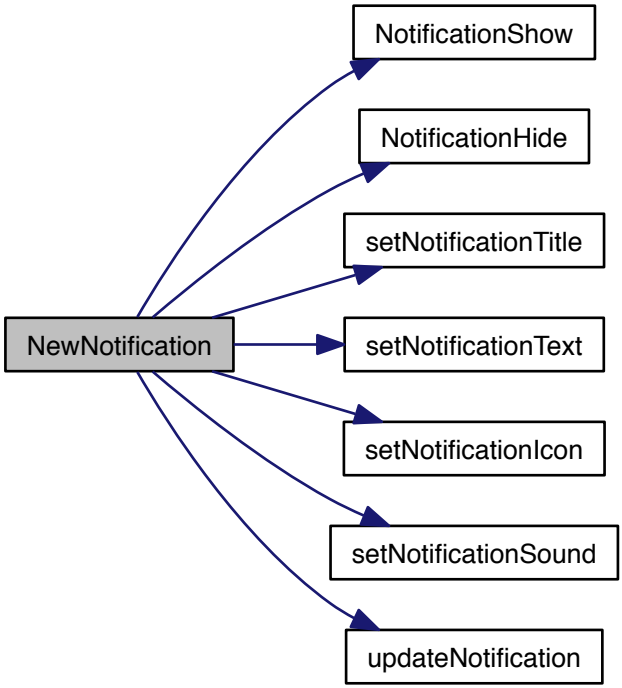 NotificationShow
NotificationHide
setNotificationTitle
NewNotification
setNotificationText
setNotificationIcon
setNotificationSound
updateNotification